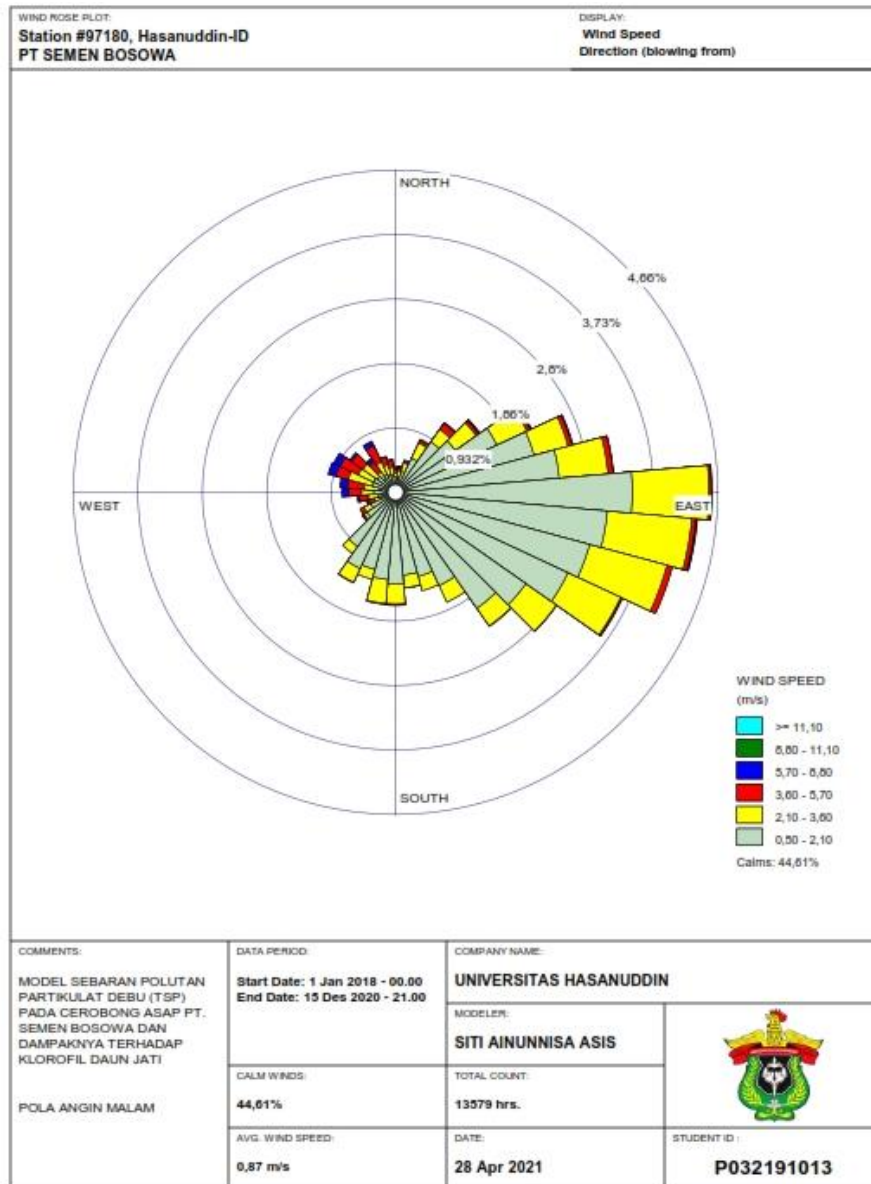 WIND ROSE PLOT:
Station #97180, Hasanuddin-ID
PT SEMEN BOSOWA
DISPLAY:
Wind Speed
Direction (blowing from)
NORTH
4,66%
3,73%
2,8%
1,86%
0,932%
WEST
EAST
SOUTH
WIND SPEED
(m/s)
>= 11,10
8,80 - 11,10
5,70 - 8,80
3,60 - 5,70
2,10 - 3,60
0,50 - 2,10
Calms: 44,61%
COMMENTS:
MODEL SEBARAN POLUTAN
PARTIKULAT DEBU (TSP)
PADA CEROBONG ASAP PT.
SEMEN BOSOWA DAN
DAMPAKNYA TERHADAP
KLOROFIL DAUN JATI
POLA ANGIN MALAM
DATA PERIOD:
Start Date: 1 Jan 2018 - 00.00
End Date: 15 Des 2020 - 21.00
COMPANY NAME:
UNIVERSITAS HASANUDDIN
MODELER:
SITI AINUNNISA ASIS
CALM WINDS:
44,61%
TOTAL COUNT:
13579 hrs.
AVG. WIND SPEED:
0,87 m/s
DATE:
28 Apr 2021
STUDENT ID :
P032191013